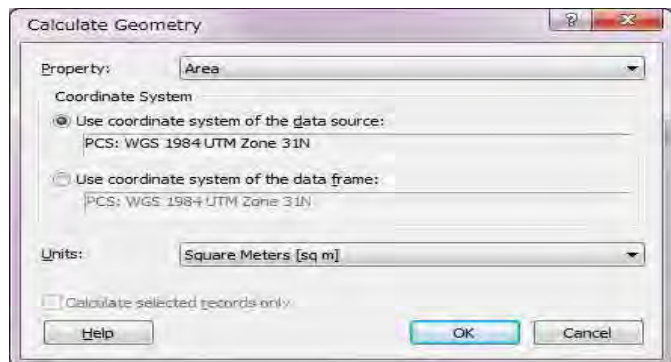 Calculate Geometry
?
Property: Area
Coordinate System
Use coordinate system of the data source:
PCS: WGS 1984 UTM Zone 31N
Use coordinate system of the data frame:
PCS: WGS 1984 UTM Zone 31N
Units: Square Meters [sq m]
Calculate selected records only
Help OK Cancel